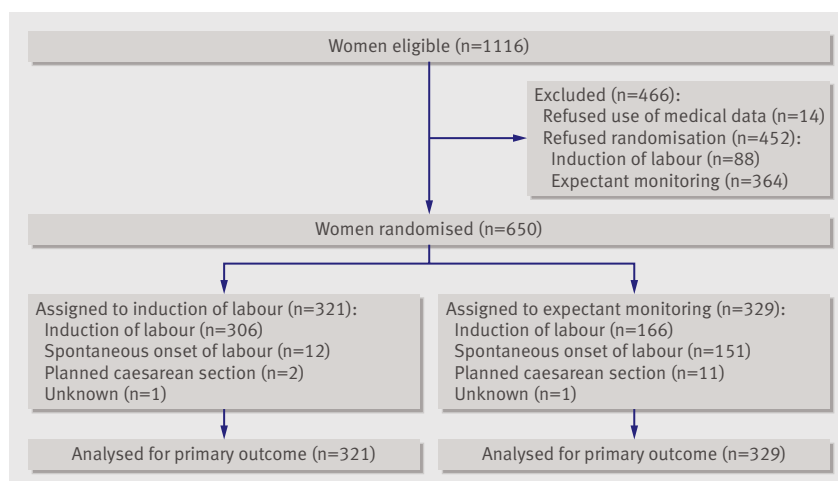 Women eligible (n=1116)
Excluded (n=466):
Refused use of medical data (n=14)
Refused randomisation (n=452):
Induction of labour (n=88)
Expectant monitoring (n=364)
Women randomised (n=650)
Assigned to induction of labour (n=321):
Induction of labour (n=306)
Spontaneous onset of labour (n=12)
Planned caesarean section (n=2)
Unknown (n=1)
Assigned to expectant monitoring (n=329):
Induction of labour (n=166)
Spontaneous onset of labour (n=151)
Planned caesarean section (n=11)
Unknown (n=1)
Analysed for primary outcome (n=321)
Analysed for primary outcome (n=329)